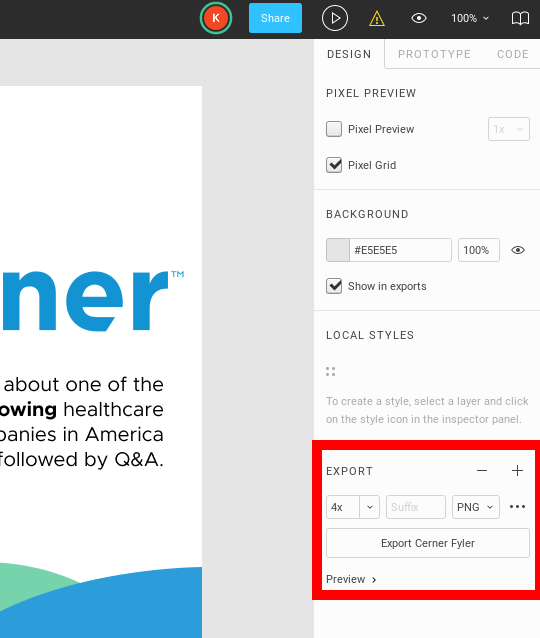 K
Share
100%
DESIGN
PROTOTYPE
CODE
PIXEL PREVIEW
Pixel Preview
1x
Pixel Grid
BACKGROUND
#E5E5E5
100%
Show in exports
LOCAL STYLES
To create a style, select a layer and click
on the style icon in the inspector panel.
EXPORT
4x
Suffix
PNG
Export Cerner Fyler
Preview
ner™
about one of the
owing healthcare
panies in America
followed by Q&A.